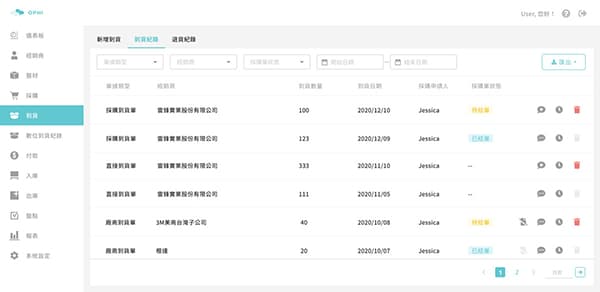 OPHI
User, 您好！
儀表板
經銷商
醫材
採購
到貨
數位到貨紀錄
付款
入庫
出庫
盤點
報表
系統設定
新增到貨 到貨紀錄 退貨紀錄
單據類型 經銷商 採購單狀態 開始日期 -- 結束日期 匯出
單據類型 經銷商 到貨數量 到貨日期 採購申請人 採購單狀態
採購到貨單 雷鋒實業股份有限公司 100 2020/12/10 Jessica 待結單
採購到貨單 雷鋒實業股份有限公司 123 2020/12/09 Jessica 已結單
直接到貨單 雷鋒實業股份有限公司 333 2020/11/10 Jessica --
直接到貨單 雷鋒實業股份有限公司 111 2020/11/05 Jessica --
廠商到貨單 3M美商台灣子公司 40 2020/10/08 Jessica 待結單
廠商到貨單 20 2020/10/07 Jessica 已結單
1 2 頁數